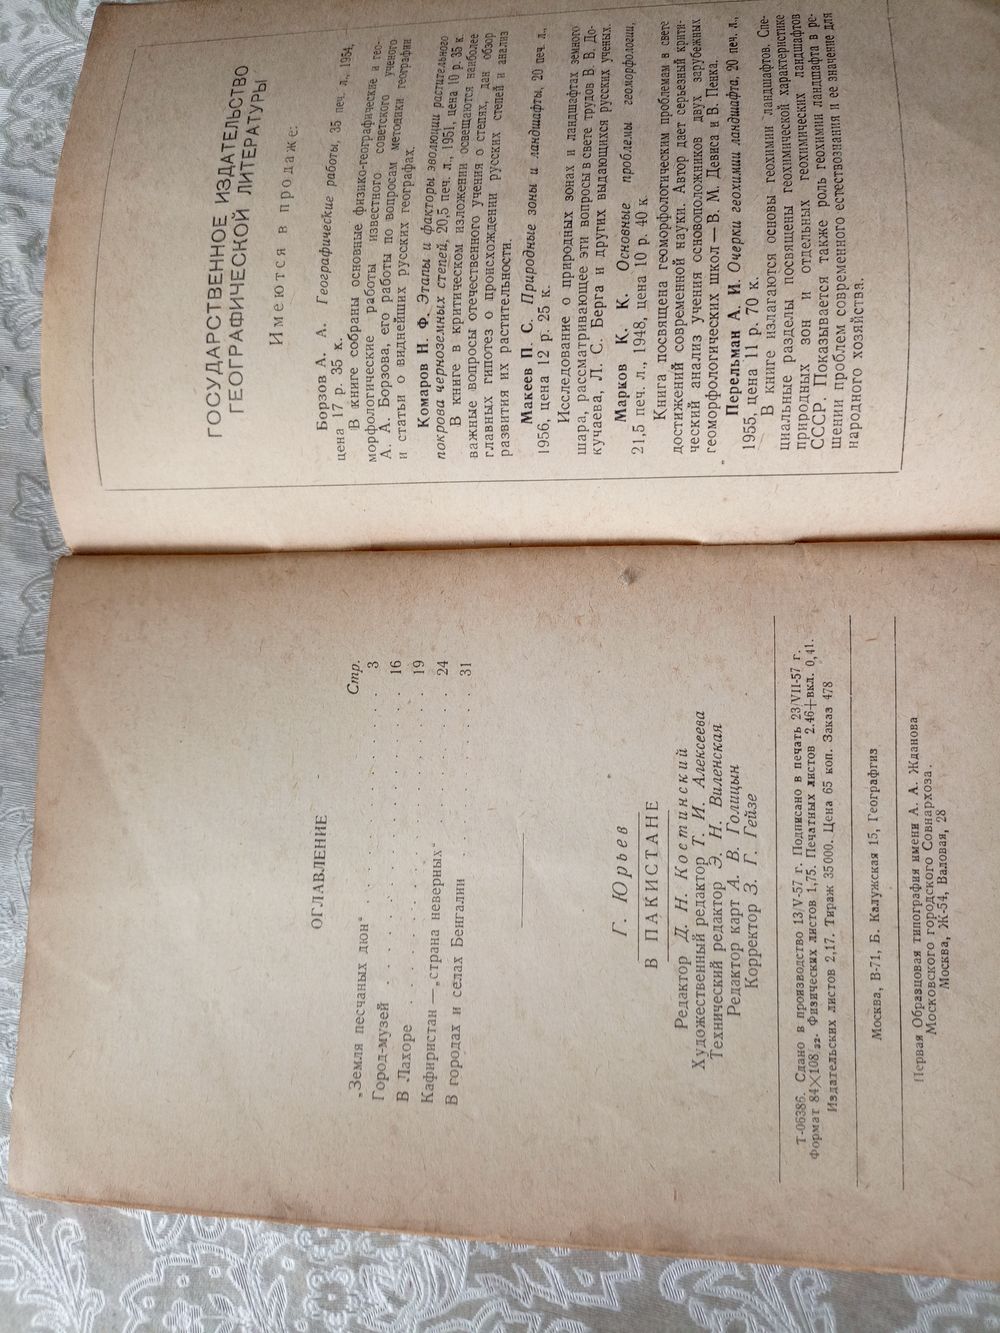 ОГЛАВЛЕНИЕ
Стр.
„Земля песчаных дюн“ . . . . . . . . . . . 3
Город-музей . . . . . . . . . . . . . 16
В Лахоре . . . . . . . . . . . . . 19
Кафиристан — „страна неверных“ . . . . . . . 24
В городах и селах Бенгалии . . . . . . . . 31
Г. Юрьев
В ПАКИСТАНЕ
Редактор Д. Н. Костинский
Художественный редактор Т. И. Алексеева
Технический редактор Э. Н. Виленская
Редактор карт А. В. Голицын
Корректор З. Г. Гейзе
Т-06386. Сдано в производство 13/V-57 г. Подписано в печать 23/VII-57 г.
Формат 84×108/32. Физических листов 1,75. Печатных листов 2.46+вкл. 0,41.
Издательских листов 2,17. Тираж 35000. Цена 65 коп. Заказ 478
Москва, В-71, Б. Калужская 15, Географгиз
Первая Образцовая типография имени А. А. Жданова
Московского городского Совнархоза.
Москва, Ж-54, Валовая, 28
ГОСУДАРСТВЕННОЕ ИЗДАТЕЛЬСТВО
ГЕОГРАФИЧЕСКОЙ ЛИТЕРАТУРЫ
Имеются в продаже:
Борзов А. А. Географические работы, 35 печ. л., 1954,
цена 17 р. 35 к.
В книге собраны основные физико-географические и гео-
морфологические работы известного советского ученого
А. А. Борзова, его работы по вопросам методики географии
и статьи о виднейших русских географах.
Комаров Н. Ф. Этапы и факторы эволюции растительного
покрова черноземных степей, 20,5 печ. л., 1951, цена 10 р. 35 к.
В книге в критическом изложении освещаются наиболее
важные вопросы отечественного учения о степях, дан обзор
главных гипотез о происхождении русских степей и анализ
развития их растительности.
Макеев П. С. Природные зоны и ландшафты, 20 печ. л.,
1956, цена 12 р. 25 к.
Исследование о природных зонах и ландшафтах земного
шара, рассматривающее эти вопросы в свете трудов В. В. До-
кучаева, Л. С. Берга и других выдающихся русских ученых.
Марков К. К. Основные проблемы геоморфологии,
21,5 печ. л., 1948, цена 10 р. 40 к.
Книга посвящена геоморфологическим проблемам в свете
достижений современной науки. Автор дает серьезный крити-
ческий анализ учения основоположников двух зарубежных
геоморфологических школ — В. М. Девиса и В. Пенка.
Перельман А. И. Очерки геохимии ландшафта, 20 печ. л.,
1955, цена 11 р. 70 к.
В книге излагаются основы геохимии ландшафтов. Спе-
циальные разделы посвящены геохимической характеристике
природных зон и отдельных геохимических ландшафтов
СССР. Показывается также роль геохимии ландшафта в ре-
шении проблем современного естествознания и ее значение для
народного хозяйства.